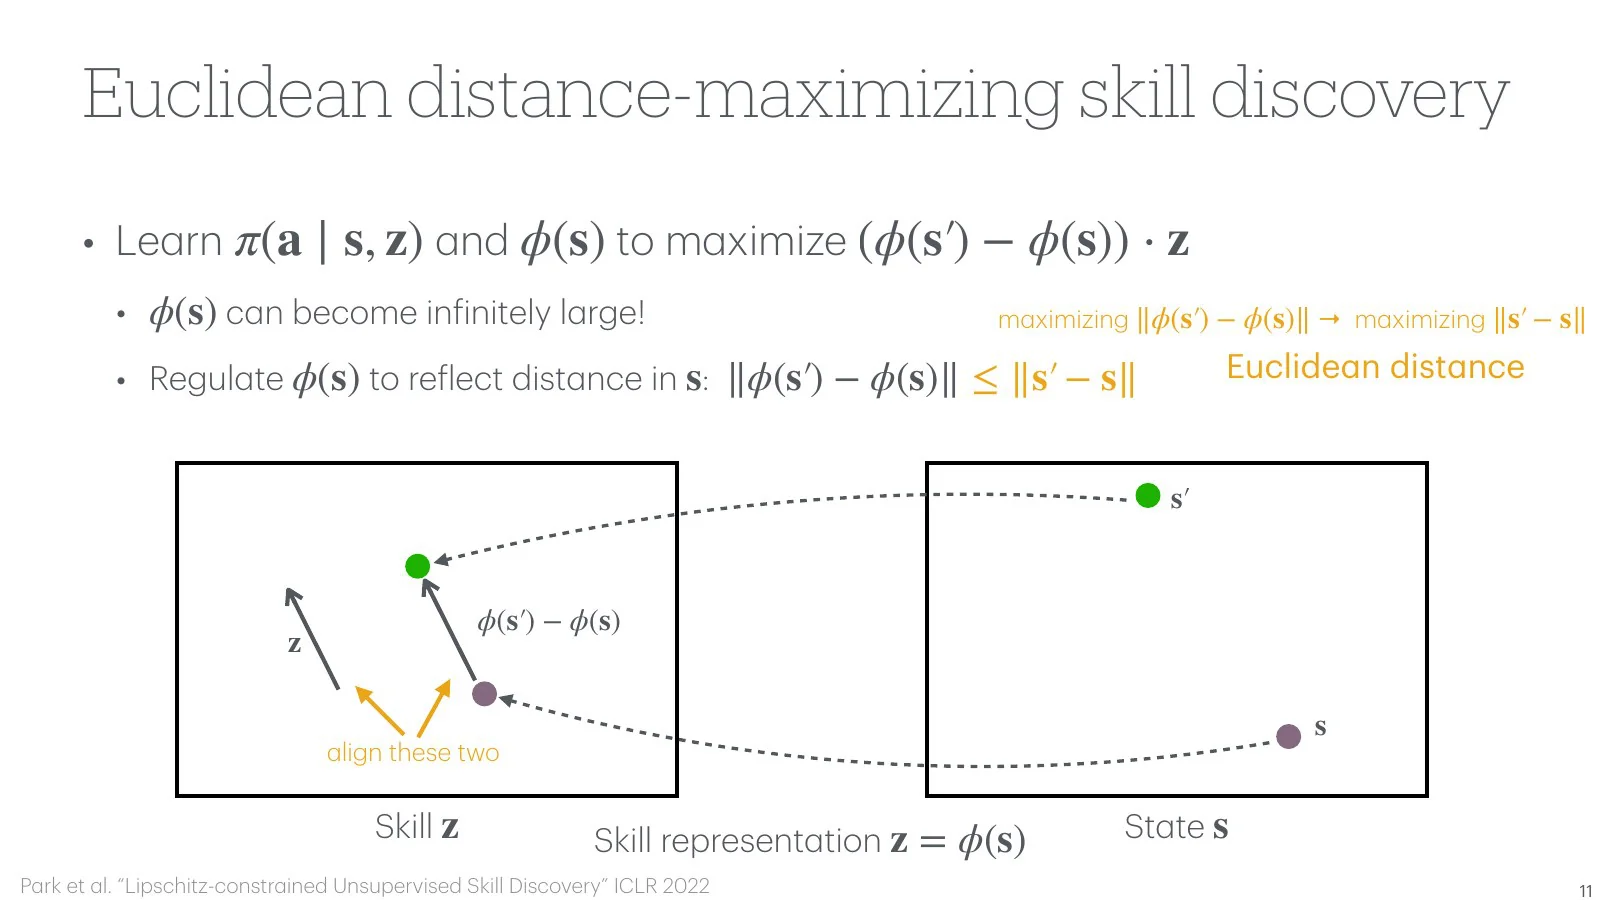 Euclidean distance-maximizing skill discovery
• Learn π(a | s, z) and ϕ(s) to maximize (ϕ(s′) − ϕ(s)) · z
• ϕ(s) can become infinitely large!
maximizing ‖ϕ(s′) − ϕ(s)‖ → maximizing ‖s′ − s‖
Euclidean distance
• Regulate ϕ(s) to reflect distance in s: ‖ϕ(s′) − ϕ(s)‖ ≤ ‖s′ − s‖
s′
ϕ(s′) − ϕ(s)
z
s
align these two
Skill z
Skill representation z = ϕ(s)
State s
Park et al. “Lipschitz-constrained Unsupervised Skill Discovery” ICLR 2022
11